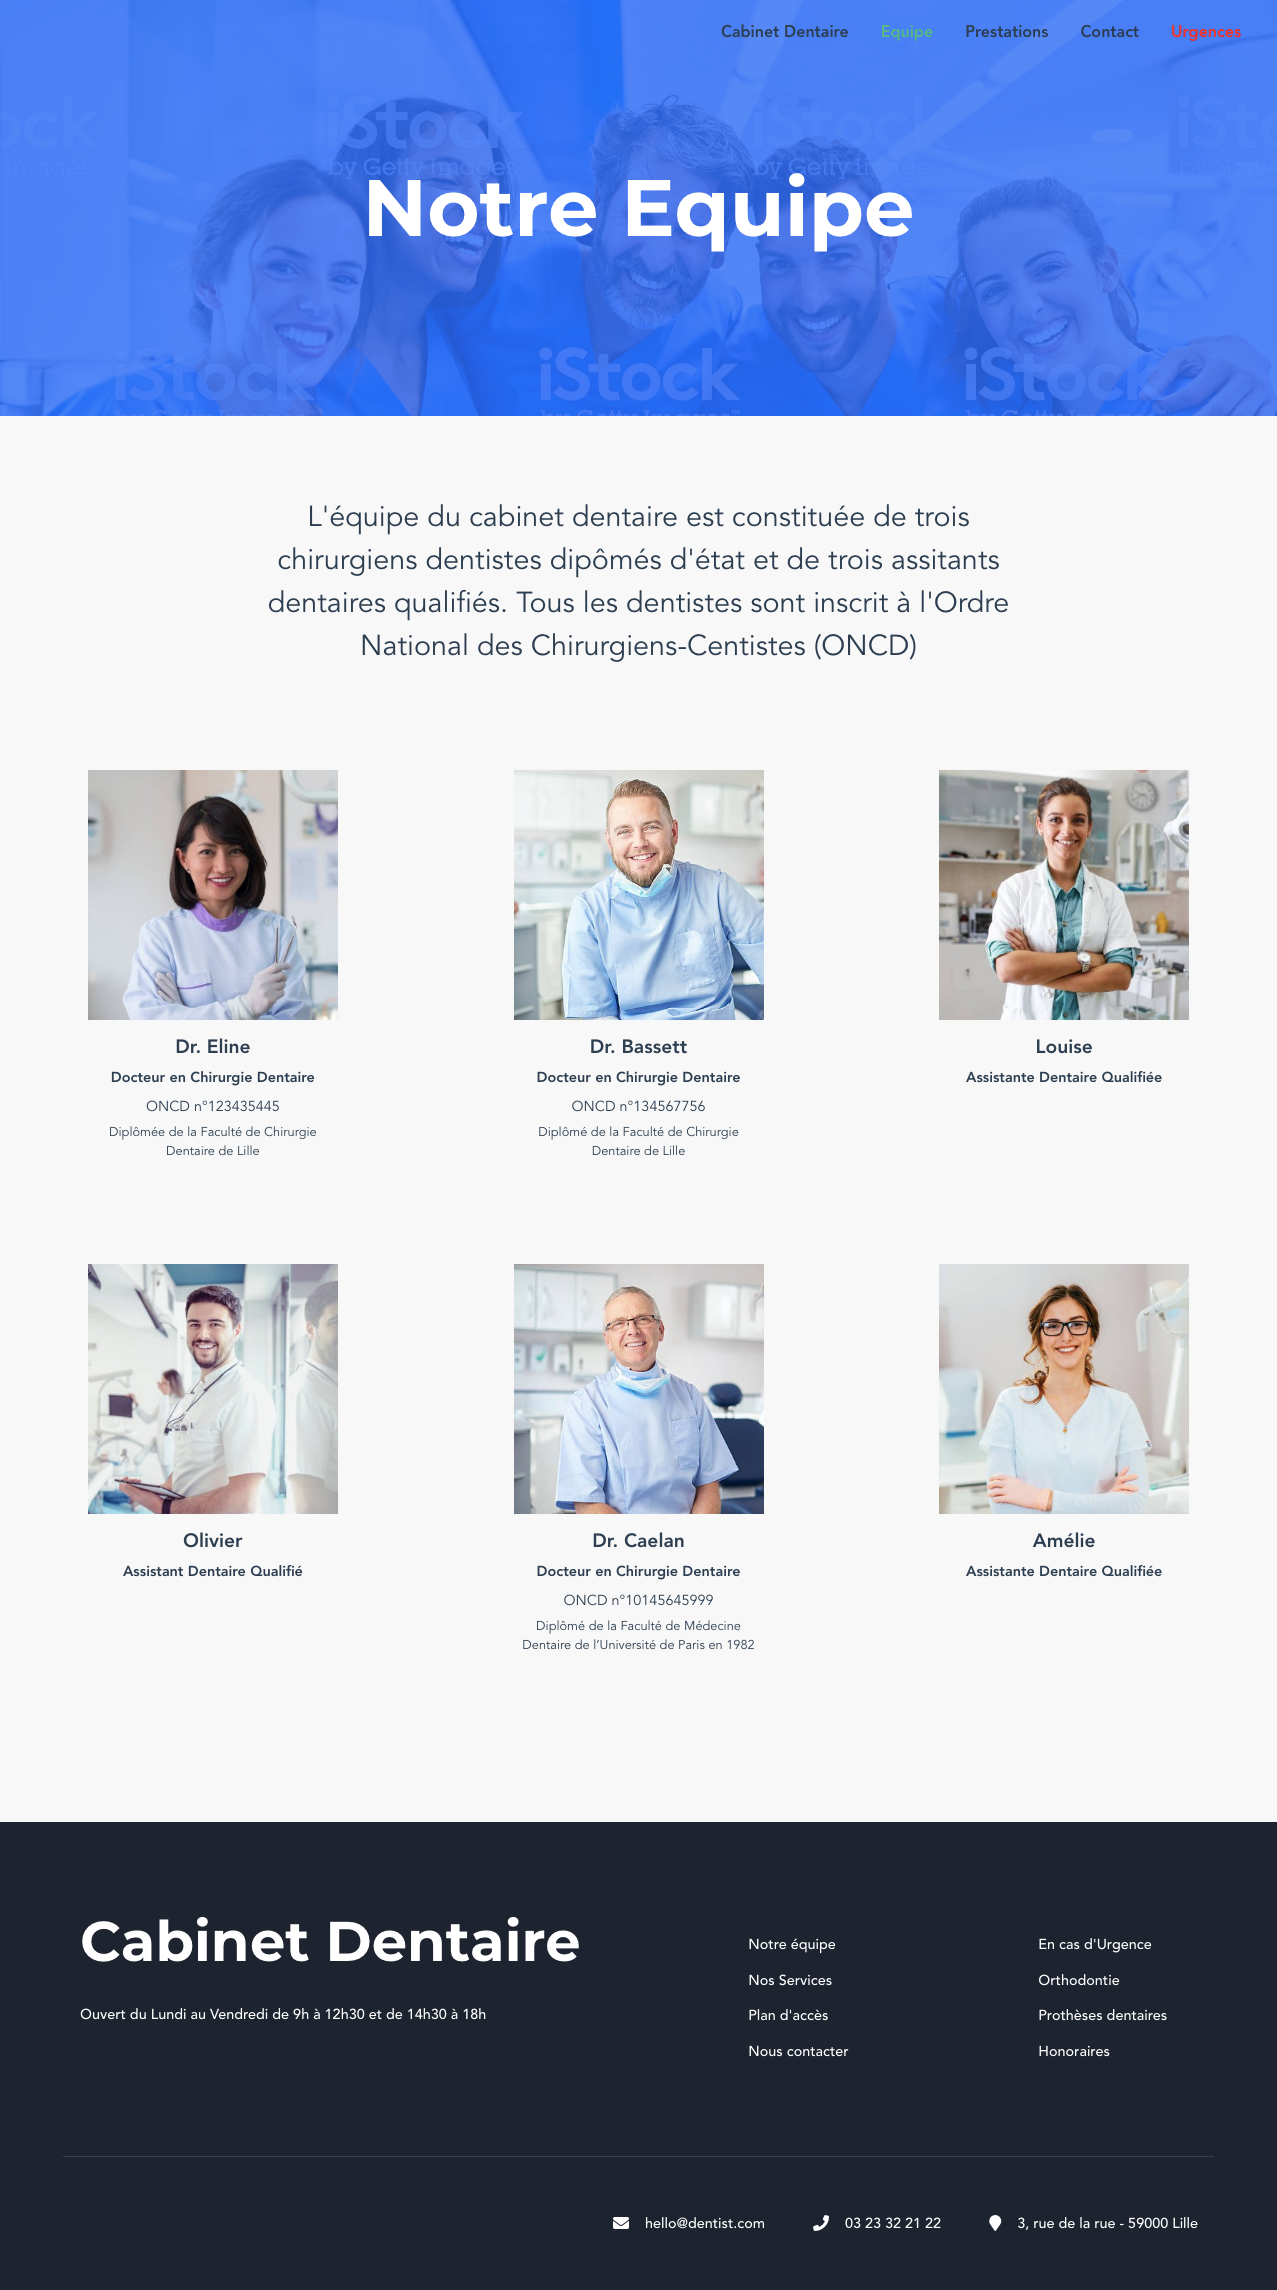 Cabinet Dentaire Equipe Prestations Contact Urgences
iStock
by Getty Images
iStock
by Getty Images
Notre Equipe
iStock
iStock
iStock
L'équipe du cabinet dentaire est constituée de trois
chirurgiens dentistes dipômés d'état et de trois assitants
dentaires qualifiés. Tous les dentistes sont inscrit à l'Ordre
National des Chirurgiens-Centistes (ONCD)
Dr. Eline
Docteur en Chirurgie Dentaire
ONCD n°123435445
Diplômée de la Faculté de Chirurgie
Dentaire de Lille
Dr. Bassett
Docteur en Chirurgie Dentaire
ONCD n°134567756
Diplômé de la Faculté de Chirurgie
Dentaire de Lille
Louise
Assistante Dentaire Qualifiée
Olivier
Assistant Dentaire Qualifié
Dr. Caelan
Docteur en Chirurgie Dentaire
ONCD n°10145645999
Diplômé de la Faculté de Médecine
Dentaire de l’Université de Paris en 1982
Amélie
Assistante Dentaire Qualifiée
Cabinet Dentaire
Ouvert du Lundi au Vendredi de 9h à 12h30 et de 14h30 à 18h
Notre équipe
Nos Services
Plan d'accès
Nous contacter
En cas d'Urgence
Orthodontie
Prothèses dentaires
Honoraires
hello@dentist.com
03 23 32 21 22
3, rue de la rue - 59000 Lille